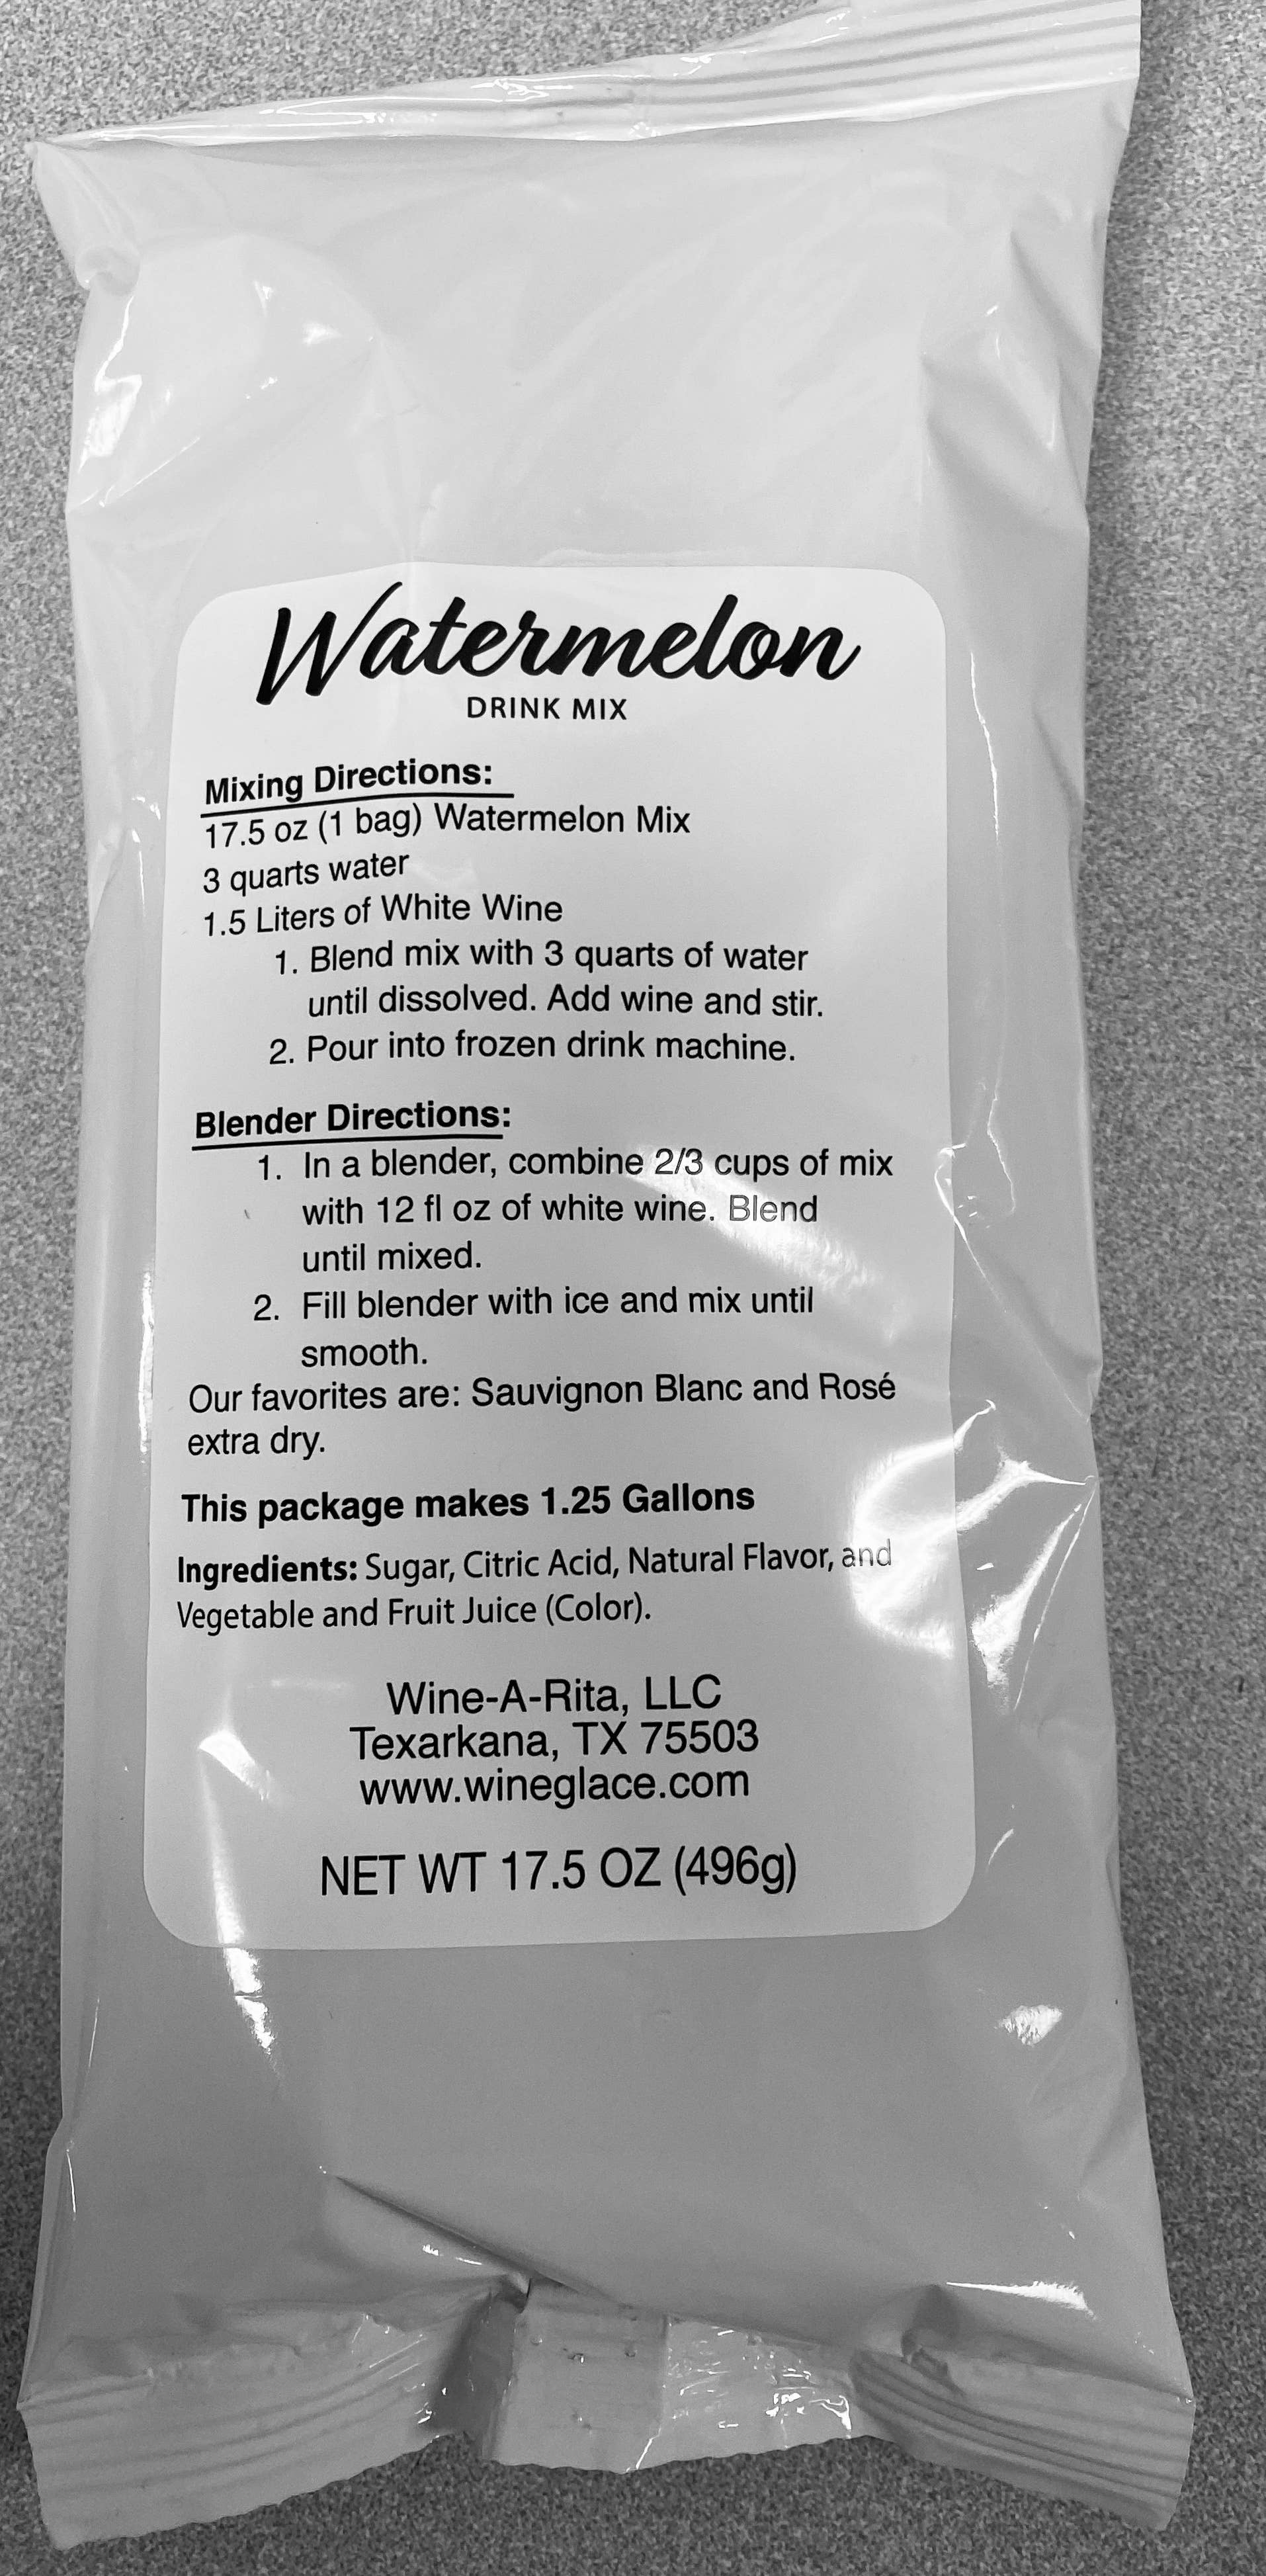 Watermelon
DRINK MIX
Mixing Directions:
17.5 oz (1 bag) Watermelon Mix
3 quarts water
1.5 Liters of White Wine
1. Blend mix with 3 quarts of water
until dissolved. Add wine and stir.
2. Pour into frozen drink machine.
Blender Directions:
1. In a blender, combine 2/3 cups of mix
with 12 fl oz of white wine. Blend
until mixed.
2. Fill blender with ice and mix until
smooth.
Our favorites are: Sauvignon Blanc and Rosé
extra dry.
This package makes 1.25 Gallons
Ingredients: Sugar, Citric Acid, Natural Flavor, and
Vegetable and Fruit Juice (Color).
Wine-A-Rita, LLC
Texarkana, TX 75503
www.wineglace.com
NET WT 17.5 OZ (496g)